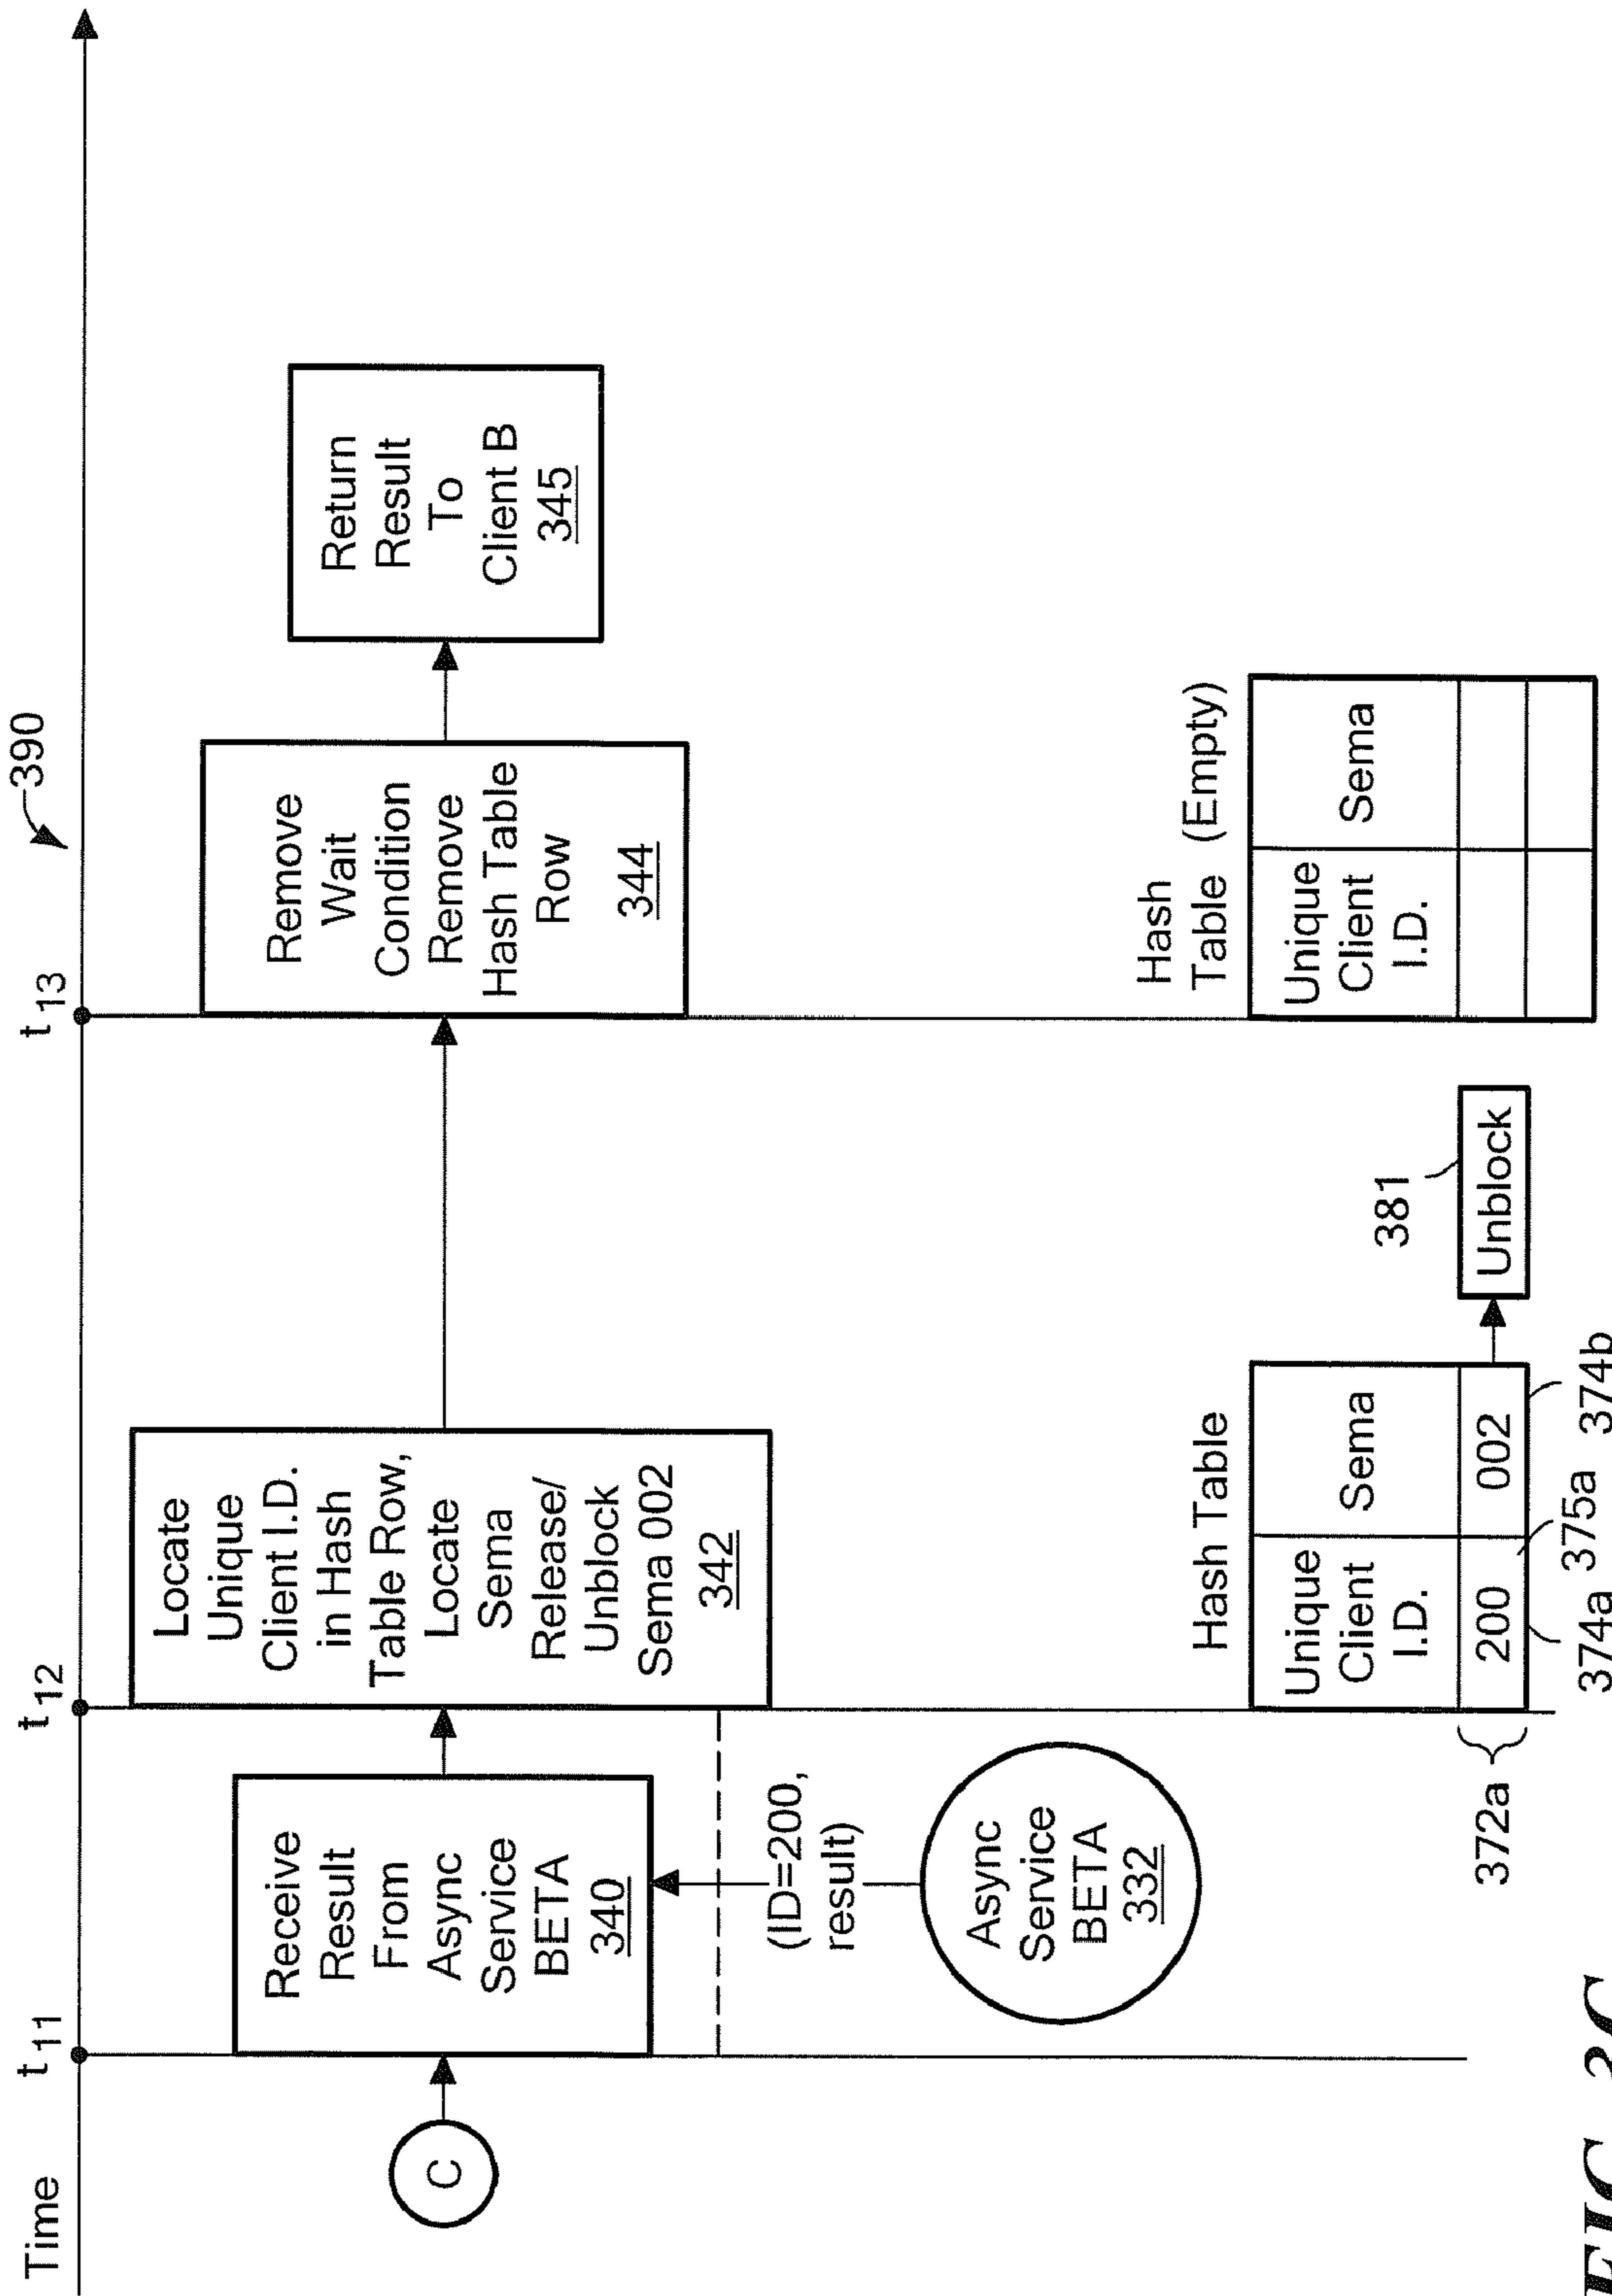 Time
t11
t12
t13
390
C
Receive
Result
From
Async
Service
BETA
340
Locate
Unique
Client I.D.
in Hash
Table Row,
Locate
Sema
Release/
Unblock
Sema 002
342
Remove
Wait
Condition
Remove
Hash Table
Row
344
Return
Result
To
Client B
345
(ID=200,
result)
Async
Service
BETA
332
Hash Table
Unique
Client
I.D.
Sema
200
002
372a
374a
375a
374b
381
Unblock
Hash
Table (Empty)
Unique
Client
I.D.
Sema
FIG. 3C